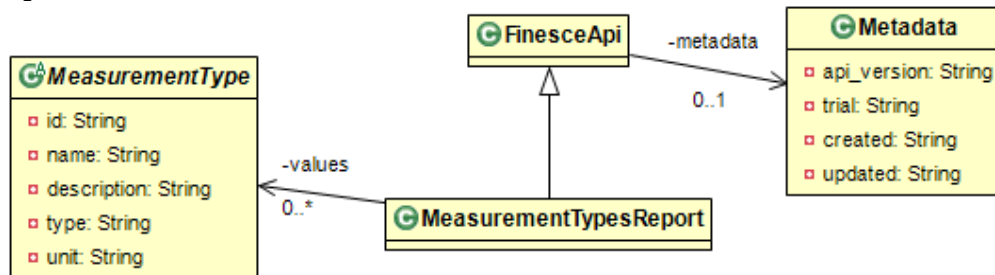 FinesceApi
-metadata
0..1
Metadata
api_version: String
trial: String
created: String
updated: String
MeasurementType
id: String
name: String
description: String
type: String
unit: String
-values
0..*
MeasurementTypesReport